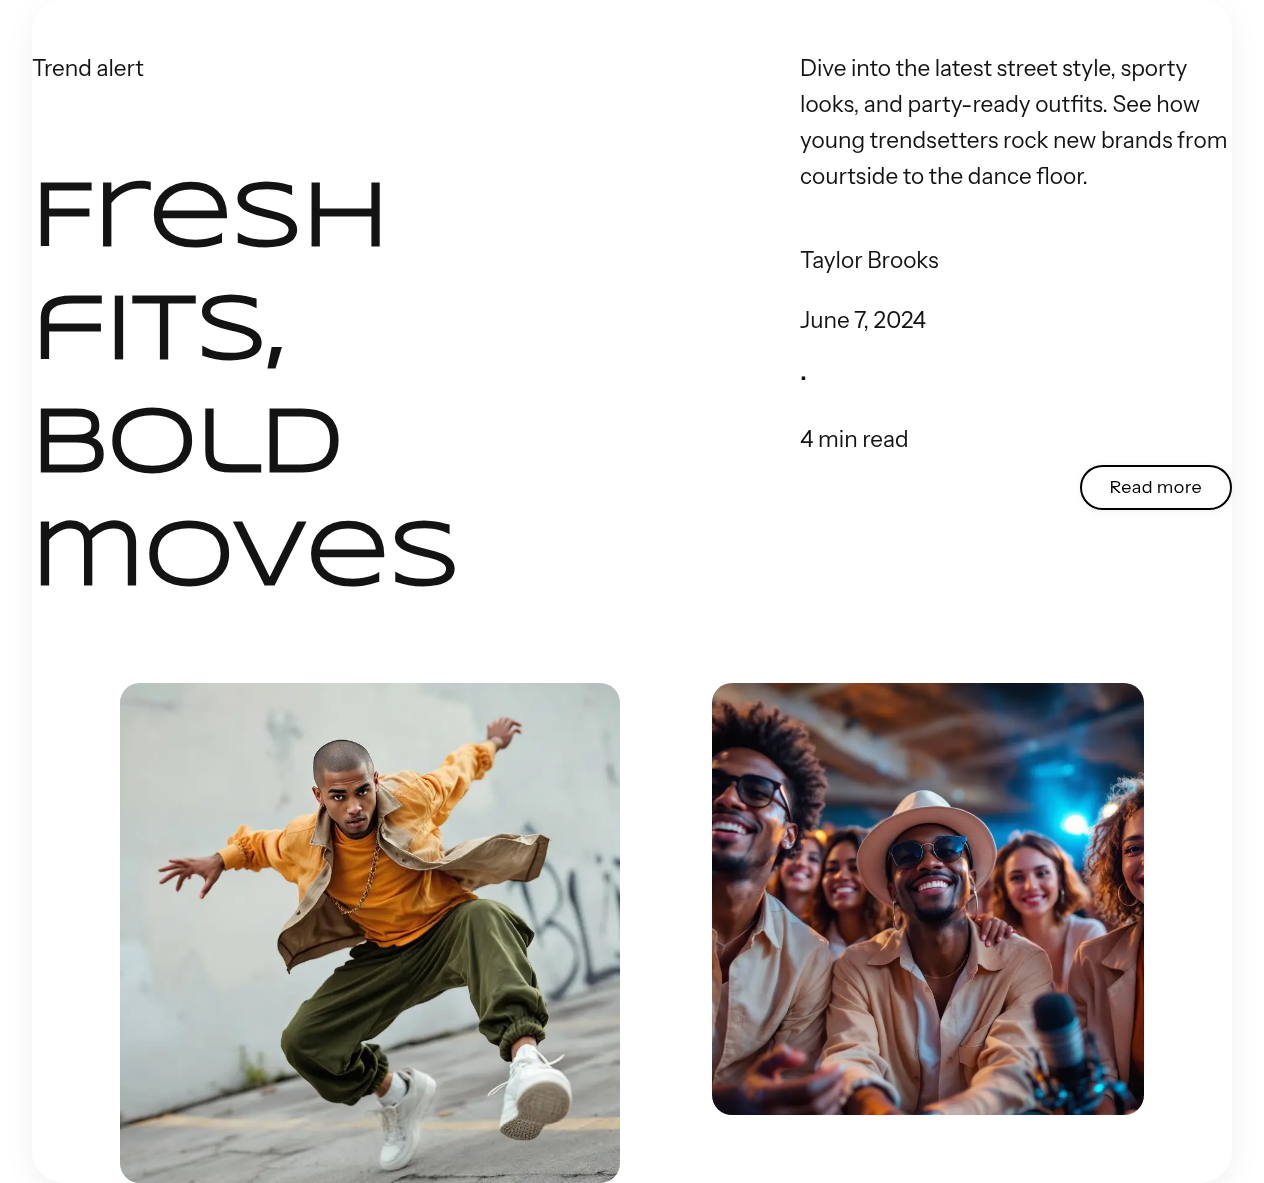 Trend alert
Fresh
Fits,
Bold
moves
Dive into the latest street style, sporty
looks, and party-ready outfits. See how
young trendsetters rock new brands from
courtside to the dance floor.
Taylor Brooks
June 7, 2024
·
4 min read
Read more